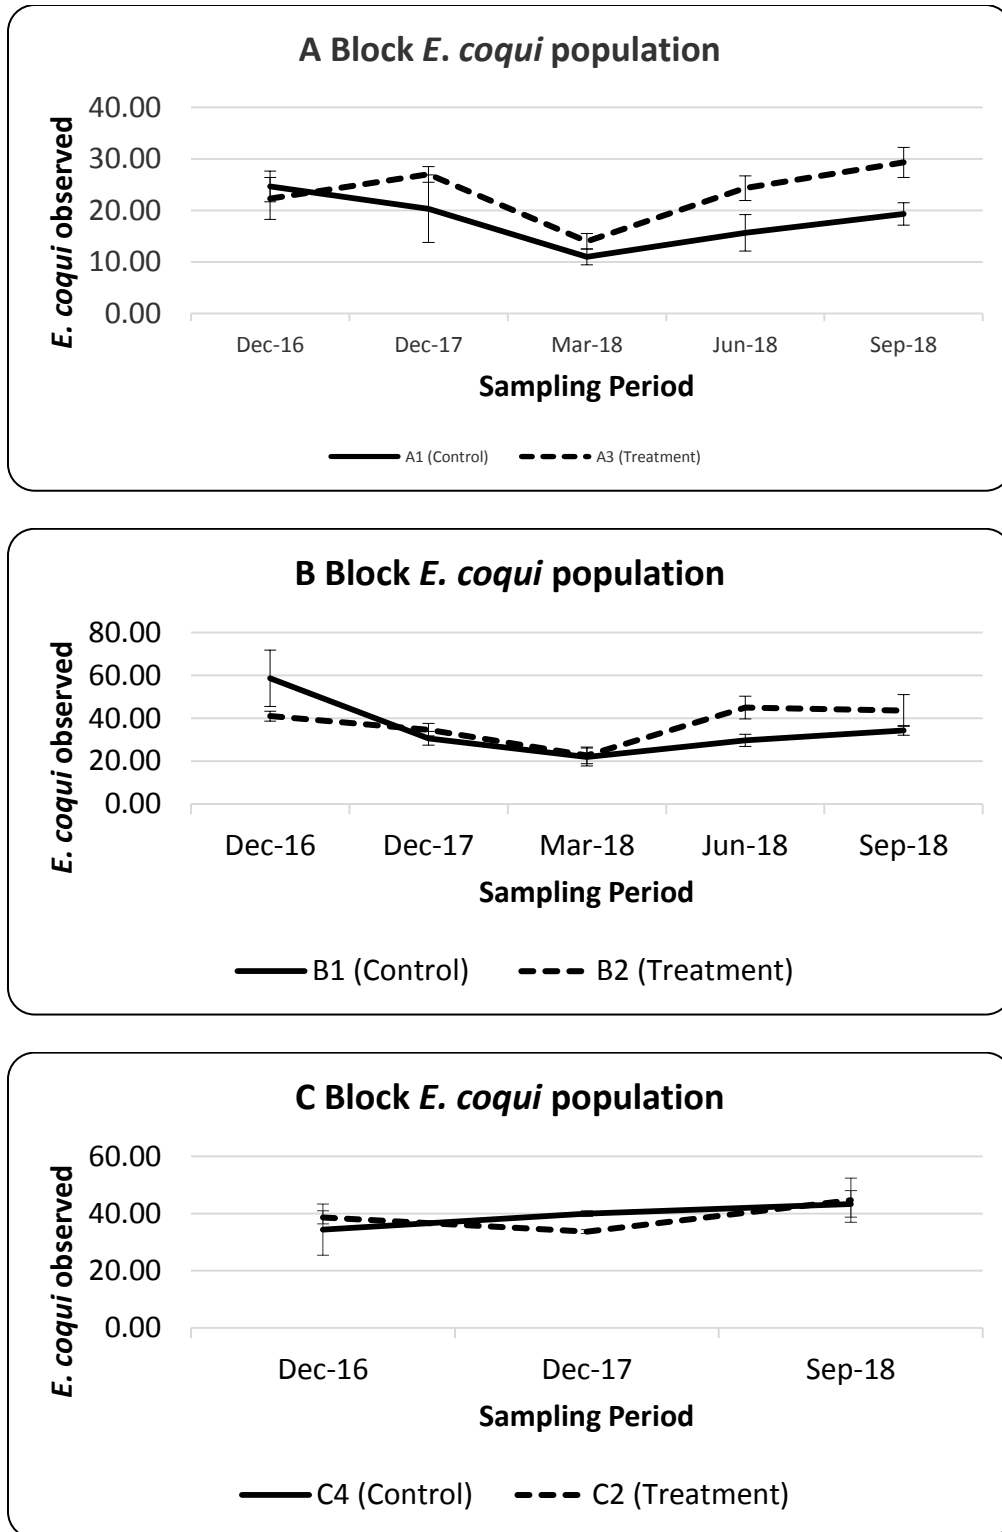 A Block E. coqui population
E. coqui observed
40.00
30.00
20.00
10.00
0.00
Dec-16 Dec-17 Mar-18 Jun-18 Sep-18
Sampling Period
A1 (Control) A3 (Treatment)
B Block E. coqui population
E. coqui observed
80.00
60.00
40.00
20.00
0.00
Dec-16 Dec-17 Mar-18 Jun-18 Sep-18
Sampling Period
B1 (Control) B2 (Treatment)
C Block E. coqui population
E. coqui observed
60.00
40.00
20.00
0.00
Dec-16 Dec-17 Sep-18
Sampling Period
C4 (Control) C2 (Treatment)